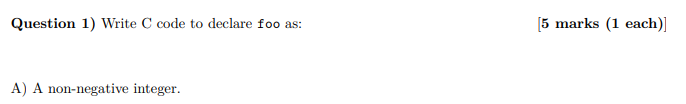 Question 1) Write C code to declare foo as: [5 marks (1 each)]
A) A non-negative integer.